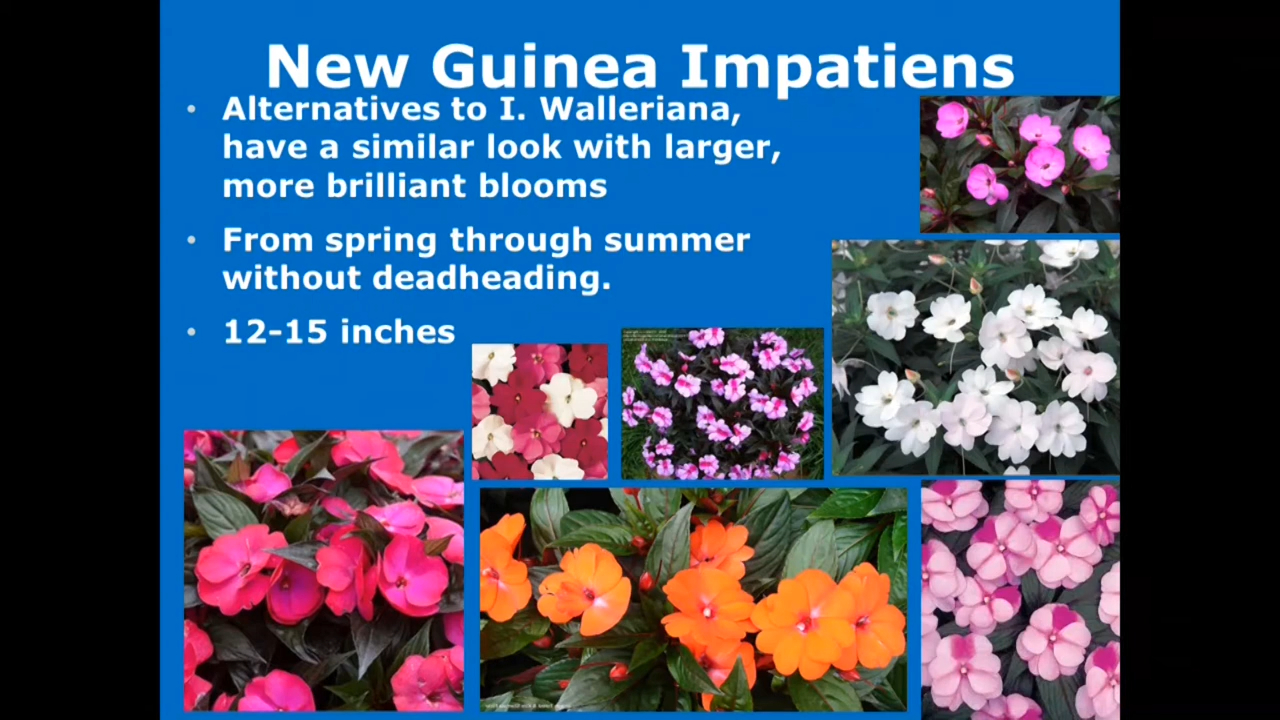 New Guinea Impatiens
• Alternatives to I. Walleriana,
have a similar look with larger,
more brilliant blooms
• From spring through summer
without deadheading.
• 12-15 inches